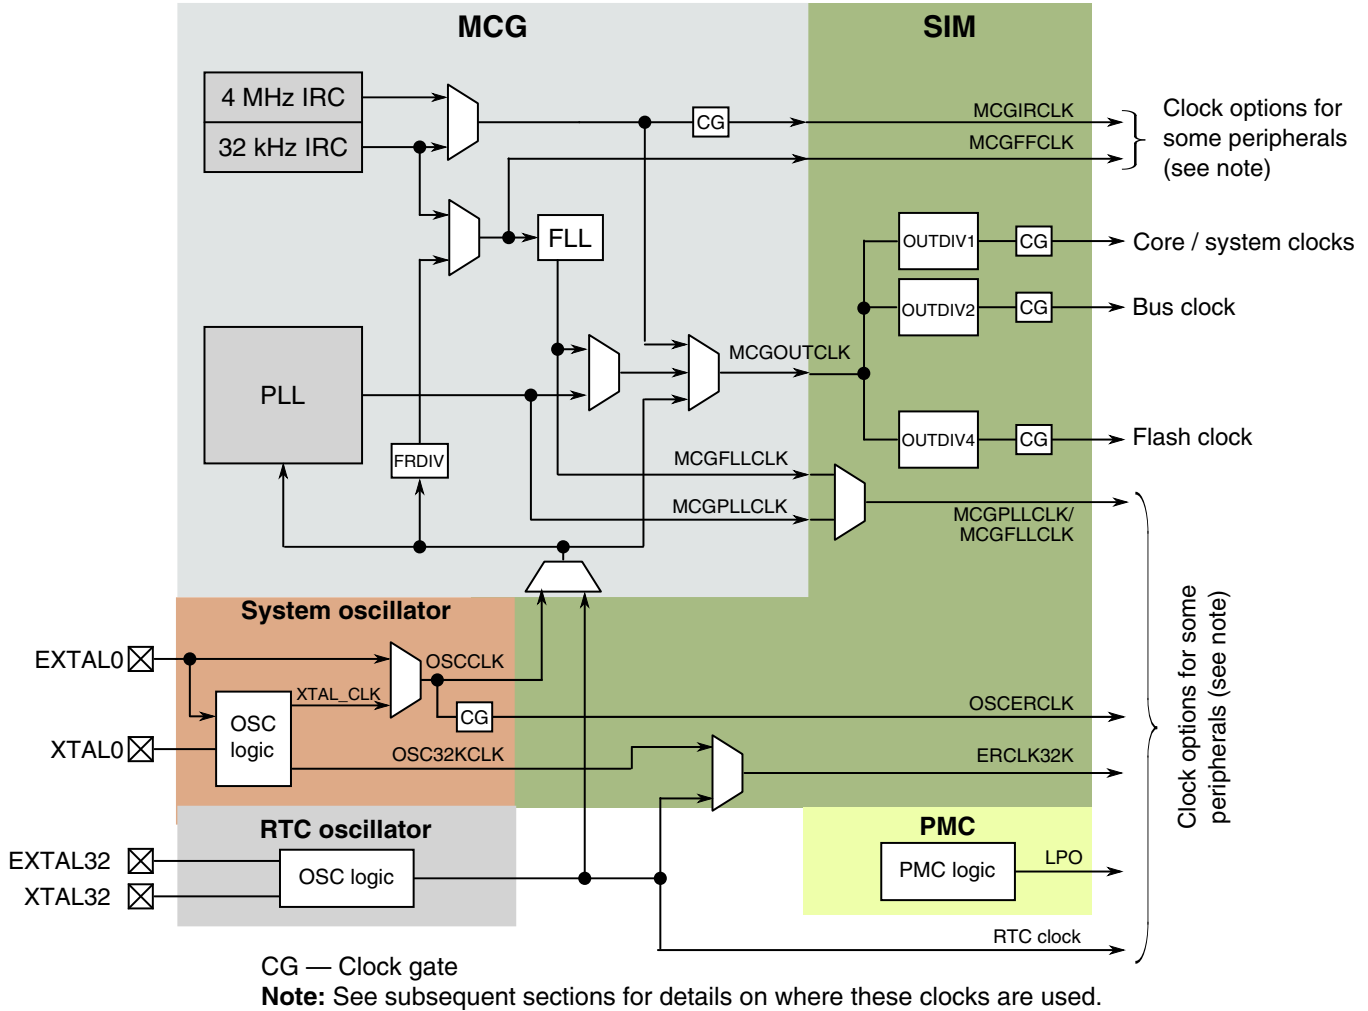 MCG
SIM
4 MHz IRC
32 kHz IRC
CG
MCGIRCLK
MCGFFCLK
Clock options for
some peripherals
(see note)
FLL
OUTDIV1
CG
Core / system clocks
OUTDIV2
CG
Bus clock
PLL
MCGOUTCLK
OUTDIV4
CG
Flash clock
FRDIV
MCGFLLCLK
MCGPLLCLK
MCGPLLCLK/
MCGFLLCLK
System oscillator
EXTAL0
OSCCLK
XTAL_CLK
OSC
logic
CG
OSCERCLK
XTAL0
OSC32KCLK
ERCLK32K
Clock options for some
peripherals (see note)
RTC oscillator
PMC
EXTAL32
XTAL32
OSC logic
PMC logic
LPO
RTC clock
CG — Clock gate
Note: See subsequent sections for details on where these clocks are used.